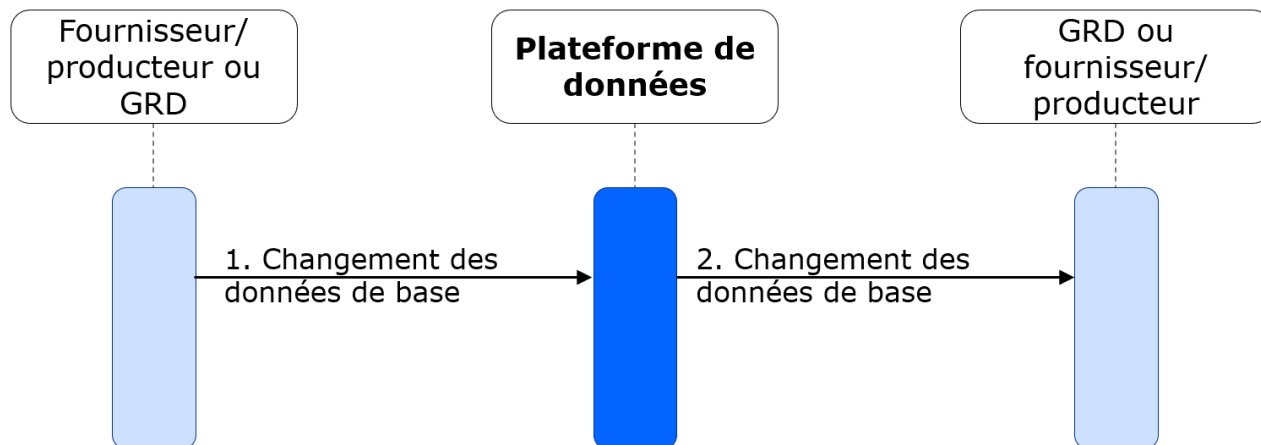 Fournisseur/
producteur ou
GRD
Plateforme de
données
GRD ou
fournisseur/
producteur
1. Changement des
données de base
2. Changement des
données de base